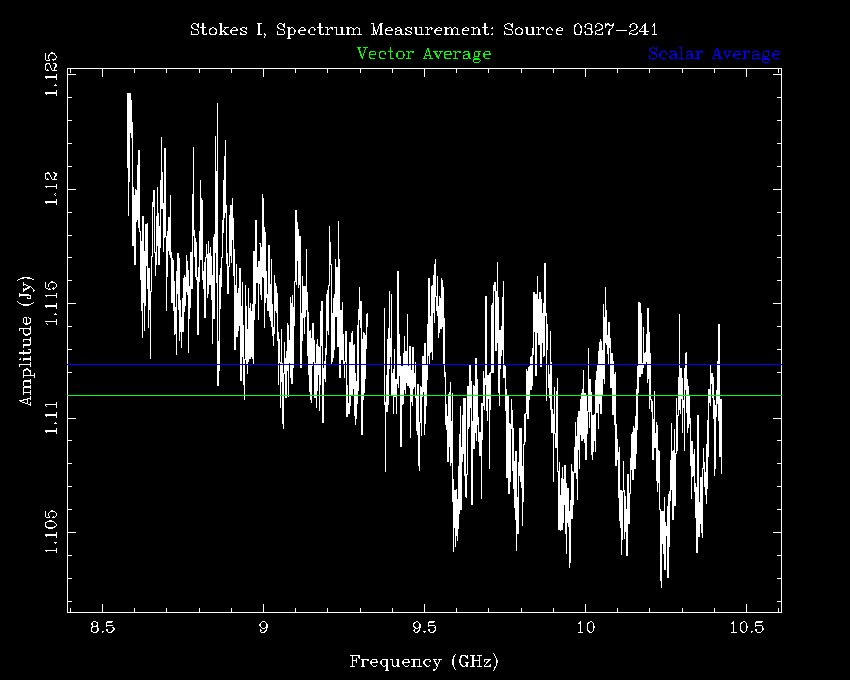 Stokes I, Spectrum Measurement: Source 0327−241
Vector Average
Scalar Average
Amplitude (Jy)
1.125
1.12
1.115
1.11
1.105
8.5
9
9.5
10
10.5
Frequency (GHz)